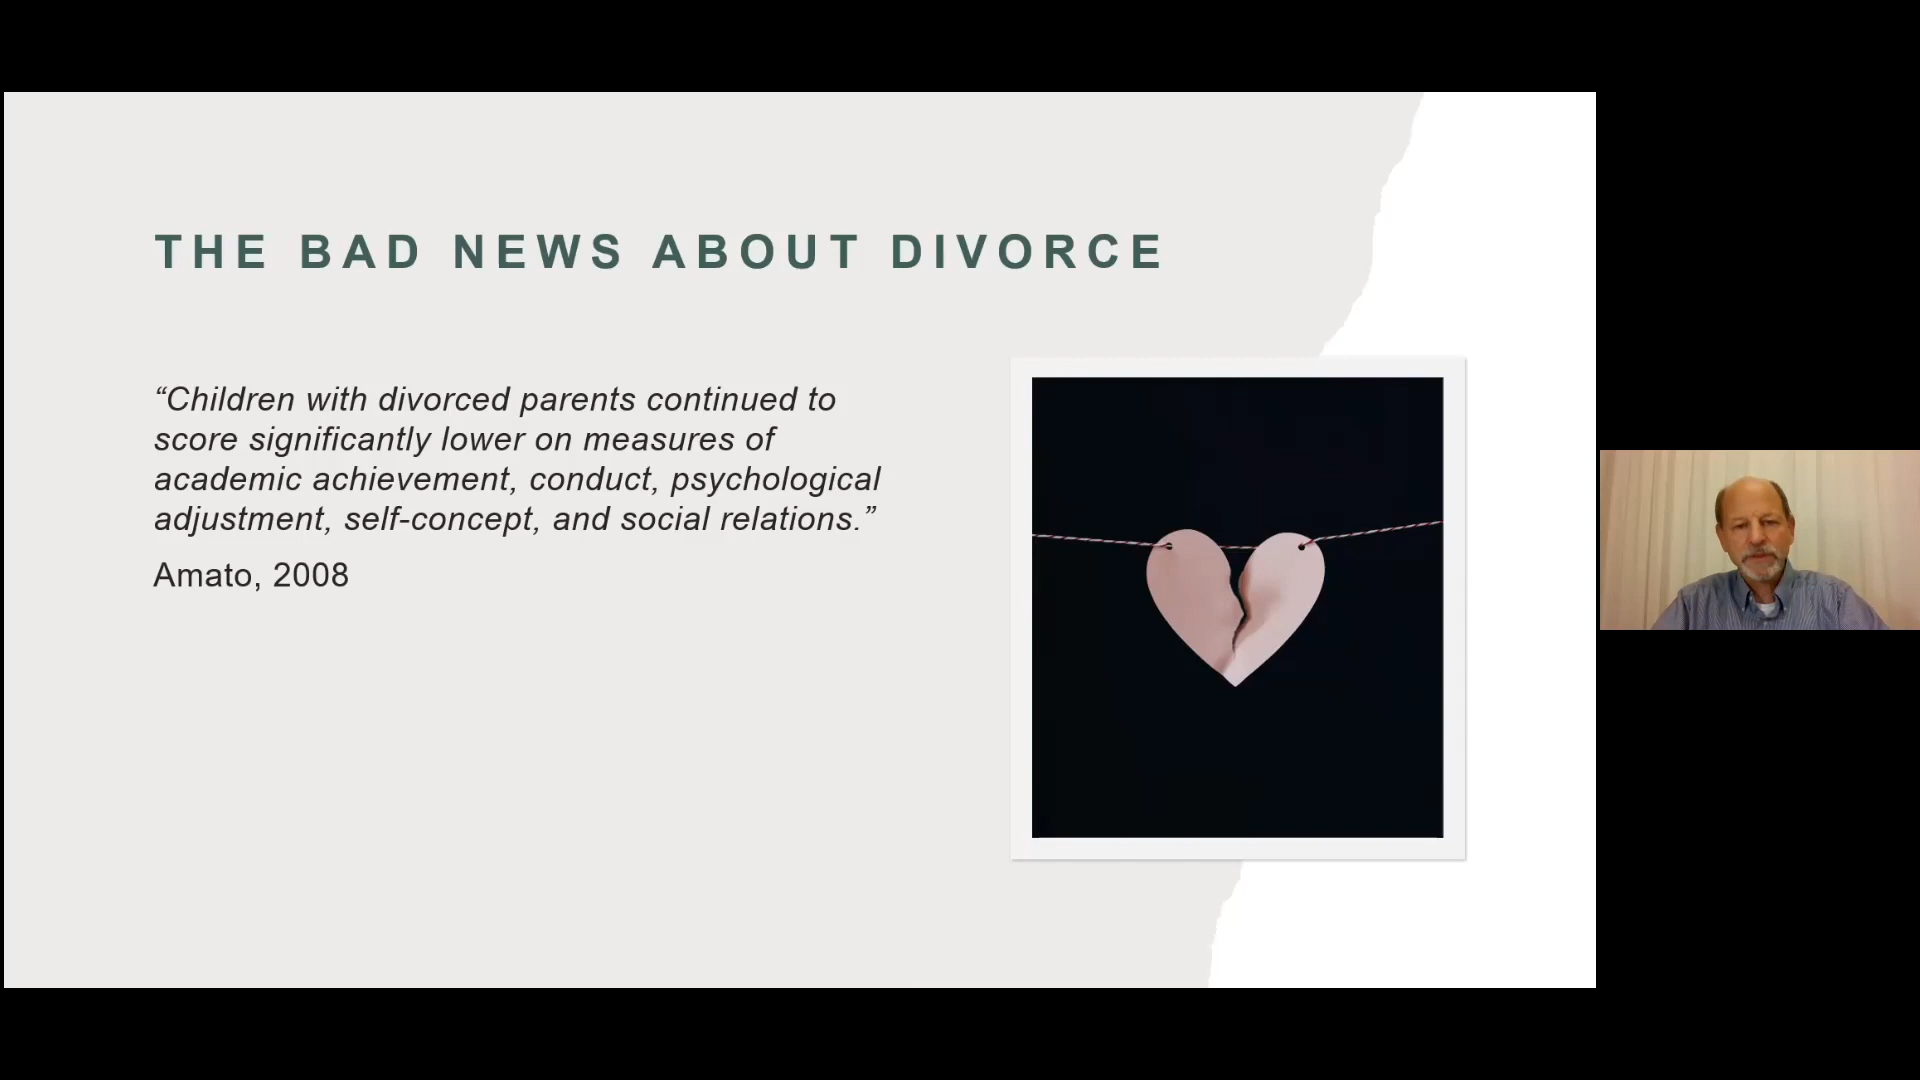 THE BAD NEWS ABOUT DIVORCE
“Children with divorced parents continued to
score significantly lower on measures of
academic achievement, conduct, psychological
adjustment, self-concept, and social relations.”
Amato, 2008